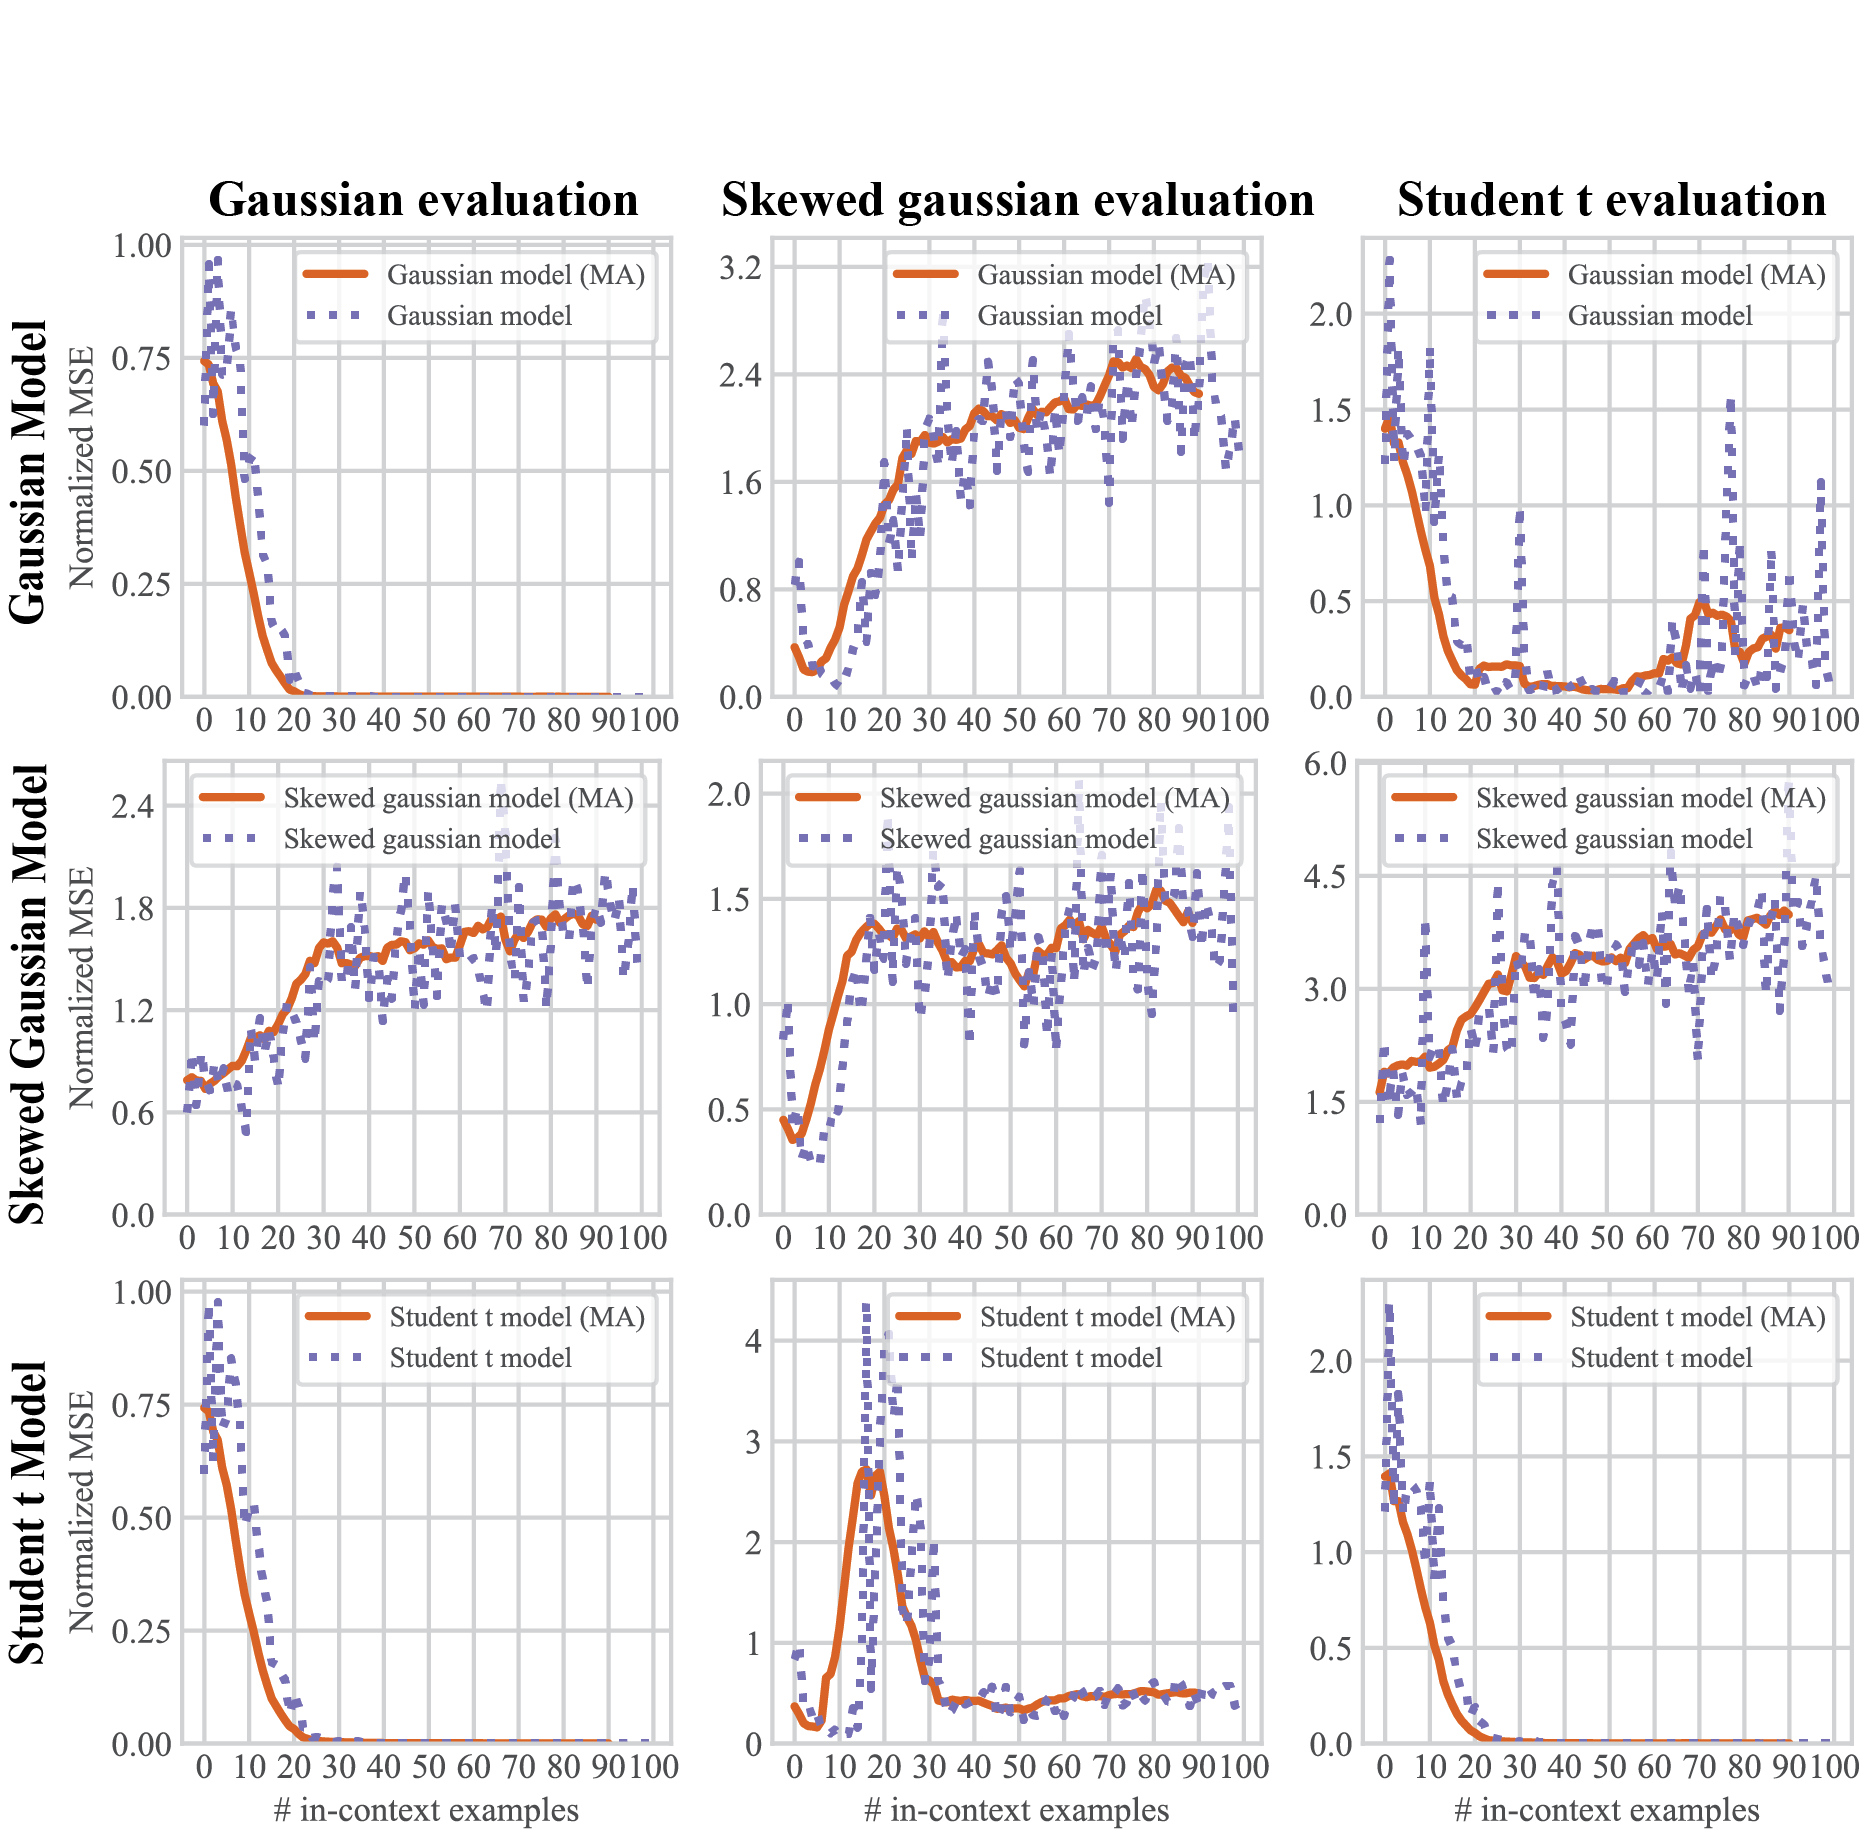 Gaussian evaluation
Skewed gaussian evaluation
Student t evaluation
Gaussian Model
Normalized MSE
1.00
0.75
0.50
0.25
0.00
Gaussian model (MA)
Gaussian model
0 10 20 30 40 50 60 70 80 90 100
3.2
2.4
1.6
0.8
0.0
Gaussian model (MA)
Gaussian model
0 10 20 30 40 50 60 70 80 90 100
2.0
1.5
1.0
0.5
0.0
Gaussian model (MA)
Gaussian model
0 10 20 30 40 50 60 70 80 90 100
Skewed Gaussian Model
Normalized MSE
2.4
1.8
1.2
0.6
0.0
Skewed gaussian model (MA)
Skewed gaussian model
0 10 20 30 40 50 60 70 80 90 100
2.0
1.5
1.0
0.5
0.0
Skewed gaussian model (MA)
Skewed gaussian model
0 10 20 30 40 50 60 70 80 90 100
6.0
4.5
3.0
1.5
0.0
Skewed gaussian model (MA)
Skewed gaussian model
0 10 20 30 40 50 60 70 80 90 100
Student t Model
Normalized MSE
1.00
0.75
0.50
0.25
0.00
Student t model (MA)
Student t model
0 10 20 30 40 50 60 70 80 90 100
# in-context examples
4
3
2
1
0
Student t model (MA)
Student t model
0 10 20 30 40 50 60 70 80 90 100
# in-context examples
2.0
1.5
1.0
0.5
0.0
Student t model (MA)
Student t model
0 10 20 30 40 50 60 70 80 90 100
# in-context examples